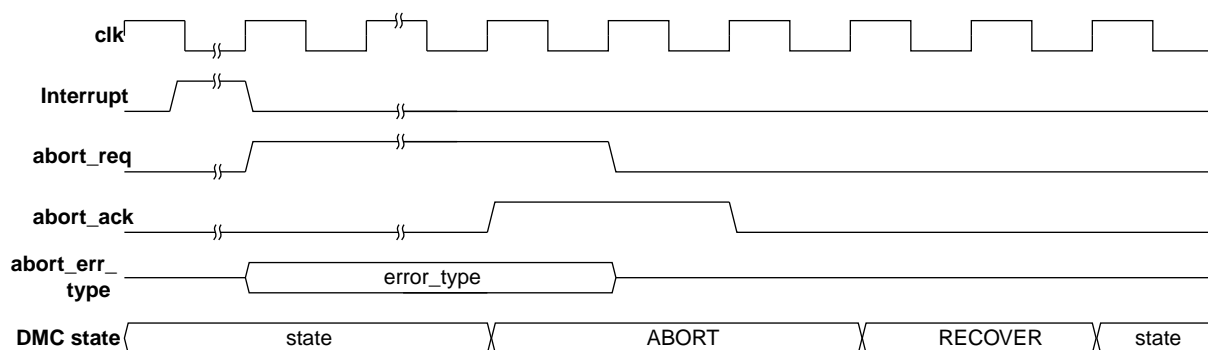 clk
Interrupt
abort_req
abort_ack
abort_err_
type
error_type
DMC state
state
ABORT
RECOVER
state